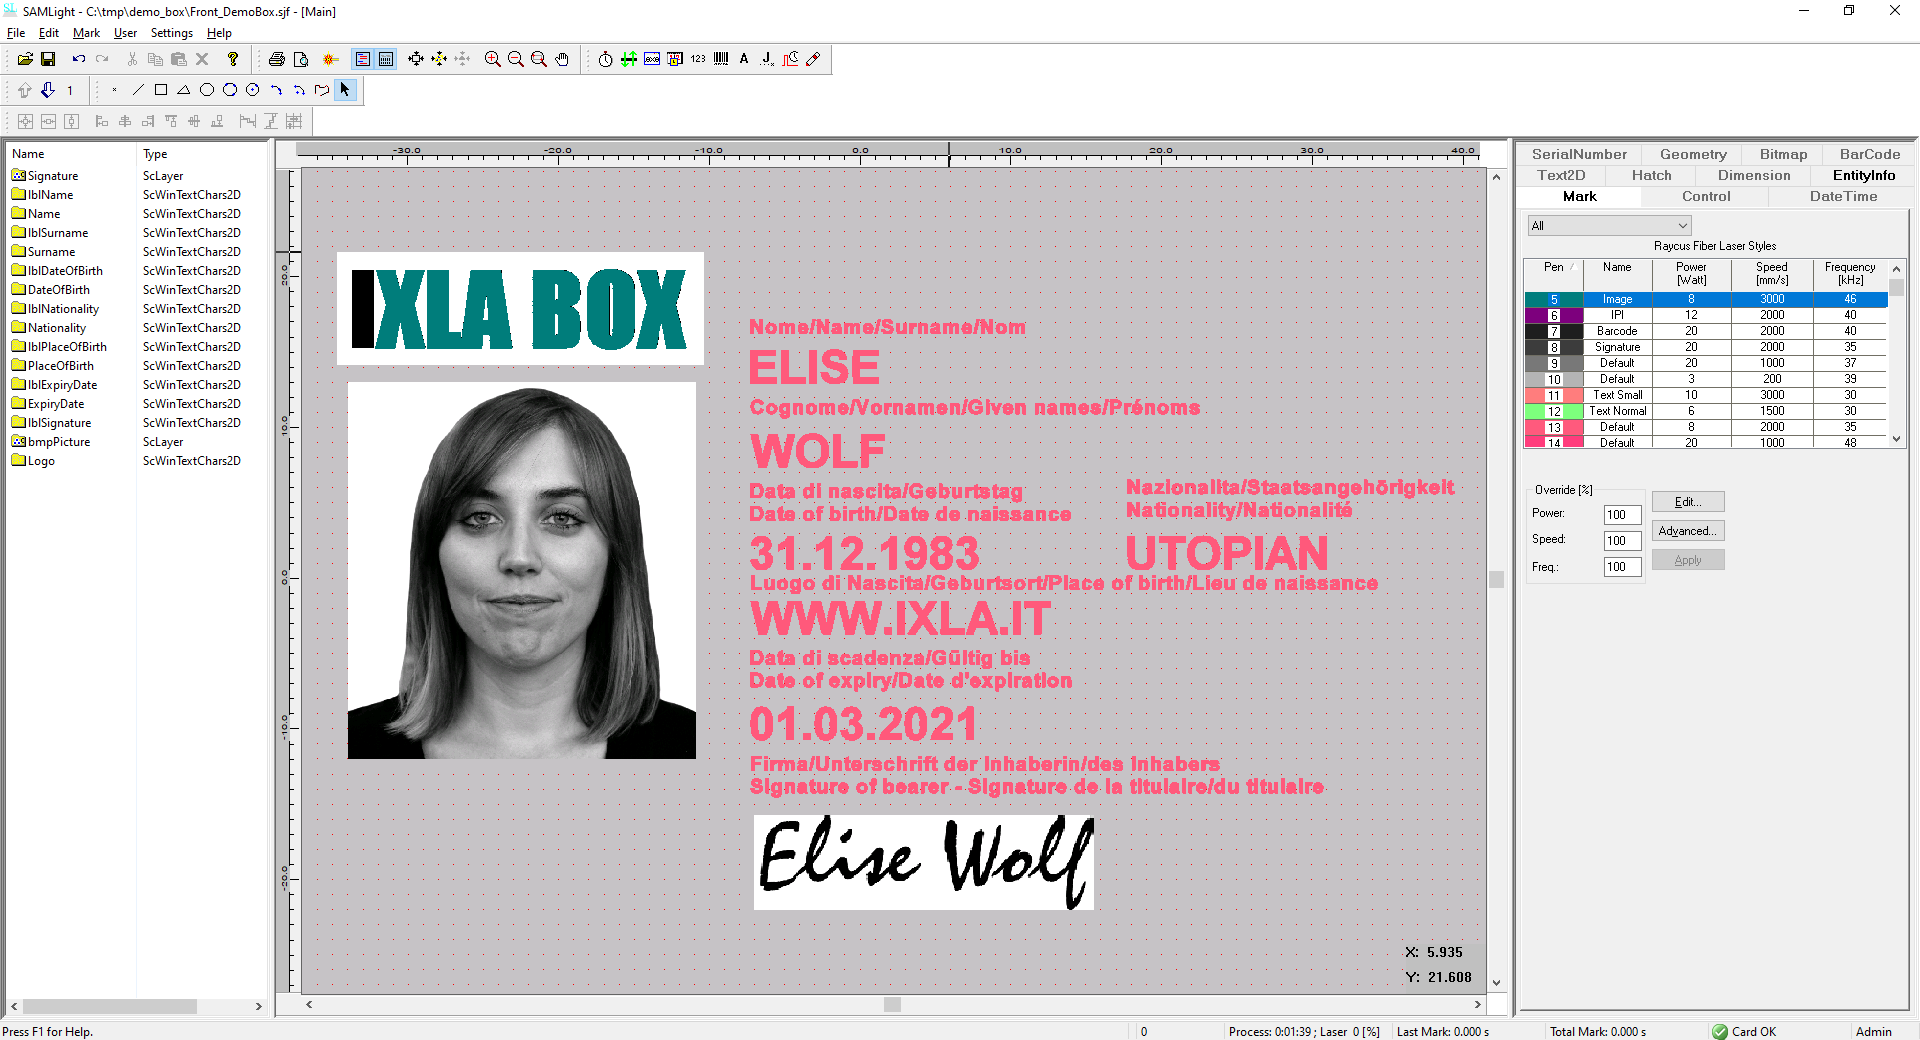 SAMLight - C:\tmp\demo_box\Front_DemoBox.sjf - [Main]
File Edit Mark User Settings Help
123 A J.
1
Name Type
Signature ScLayer
lblName ScWinTextChars2D
Name ScWinTextChars2D
lblSurname ScWinTextChars2D
Surname ScWinTextChars2D
lblDateOfBirth ScWinTextChars2D
DateOfBirth ScWinTextChars2D
lblNationality ScWinTextChars2D
Nationality ScWinTextChars2D
lblPlaceOfBirth ScWinTextChars2D
PlaceOfBirth ScWinTextChars2D
lblExpiryDate ScWinTextChars2D
ExpiryDate ScWinTextChars2D
lblSignature ScWinTextChars2D
bmpPicture ScLayer
Logo ScWinTextChars2D
-30.0 -20.0 -10.0 0.0 10.0 20.0 30.0 40.0
20.0
10.0
0.0
-10.0
-20.0
IXLA BOX
Nome/Name/Surname/Nom
ELISE
Cognome/Vornamen/Given names/Prénoms
WOLF
Data di nascita/Geburtstag
Date of birth/Date de naissance
31.12.1983
Nazionalita/Staatsangehörigkeit
Nationality/Nationalité
UTOPIAN
Luogo di Nascita/Geburtsort/Place of birth/Lieu de naissance
WWW.IXLA.IT
Data di scadenza/Gültig bis
Date of expiry/Date d'expiration
01.03.2021
Firma/Unterschrift der Inhaberin/des Inhabers
Signature of bearer - Signature de la titulaire/du titulaire
Elise Wolf
X: 5.935
Y: 21.608
SerialNumber Geometry Bitmap BarCode
Text2D Hatch Dimension EntityInfo
Mark Control DateTime
All
Raycus Fiber Laser Styles
Pen Name Power [Watt] Speed [mm/s] Frequency [kHz]
5 Image 8 3000 46
6 IPI 12 2000 40
7 Barcode 20 2000 40
8 Signature 20 2000 35
9 Default 20 1000 37
10 Default 3 200 39
11 Text Small 10 3000 30
12 Text Normal 6 1500 30
13 Default 8 2000 35
14 Default 20 1000 48
Override [%]
Power: 100
Speed: 100
Freq.: 100
Edit...
Advanced...
Apply
Press F1 for Help. 0 Process: 0:01:39 ; Laser 0 [%] Last Mark: 0.000 s Total Mark: 0.000 s Card OK Admin